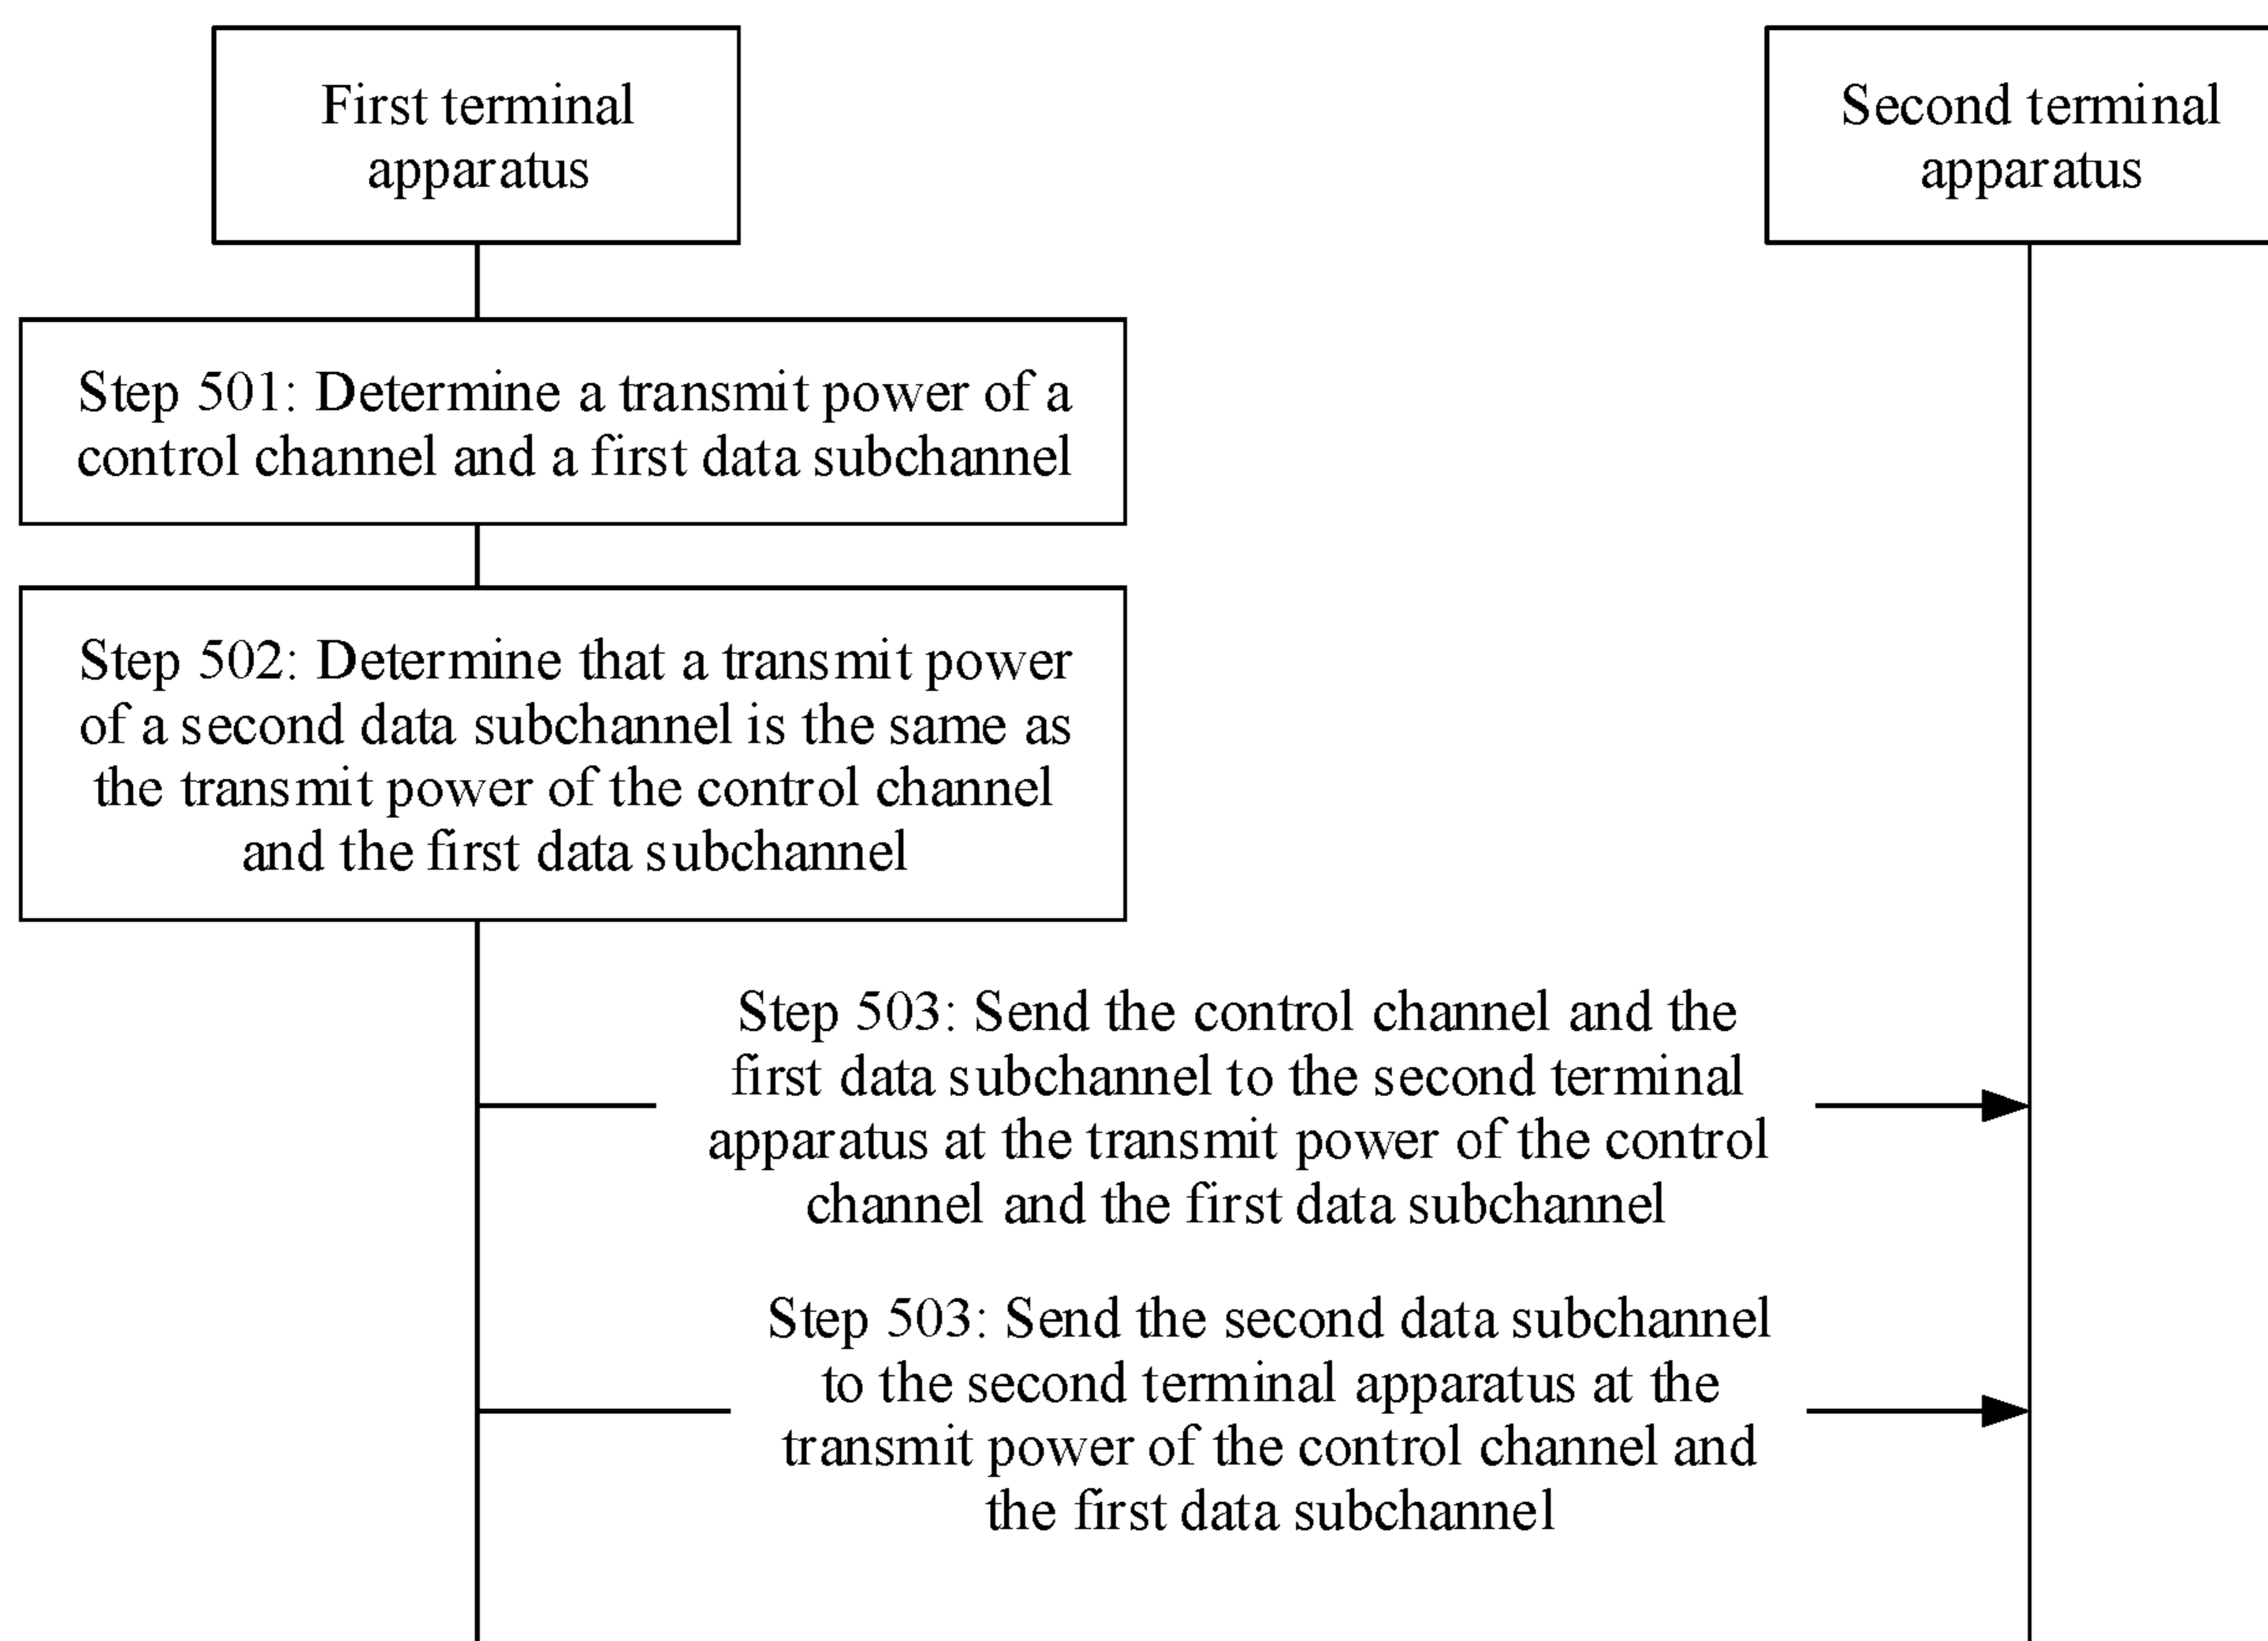 First terminal
apparatus
Second terminal
apparatus
Step 501: Determine a transmit power of a
control channel and a first data subchannel
Step 502: Determine that a transmit power
of a second data subchannel is the same as
the transmit power of the control channel
and the first data subchannel
Step 503: Send the control channel and the
first data subchannel to the second terminal
apparatus at the transmit power of the control
channel and the first data subchannel
Step 503: Send the second data subchannel
to the second terminal apparatus at the
transmit power of the control channel and
the first data subchannel